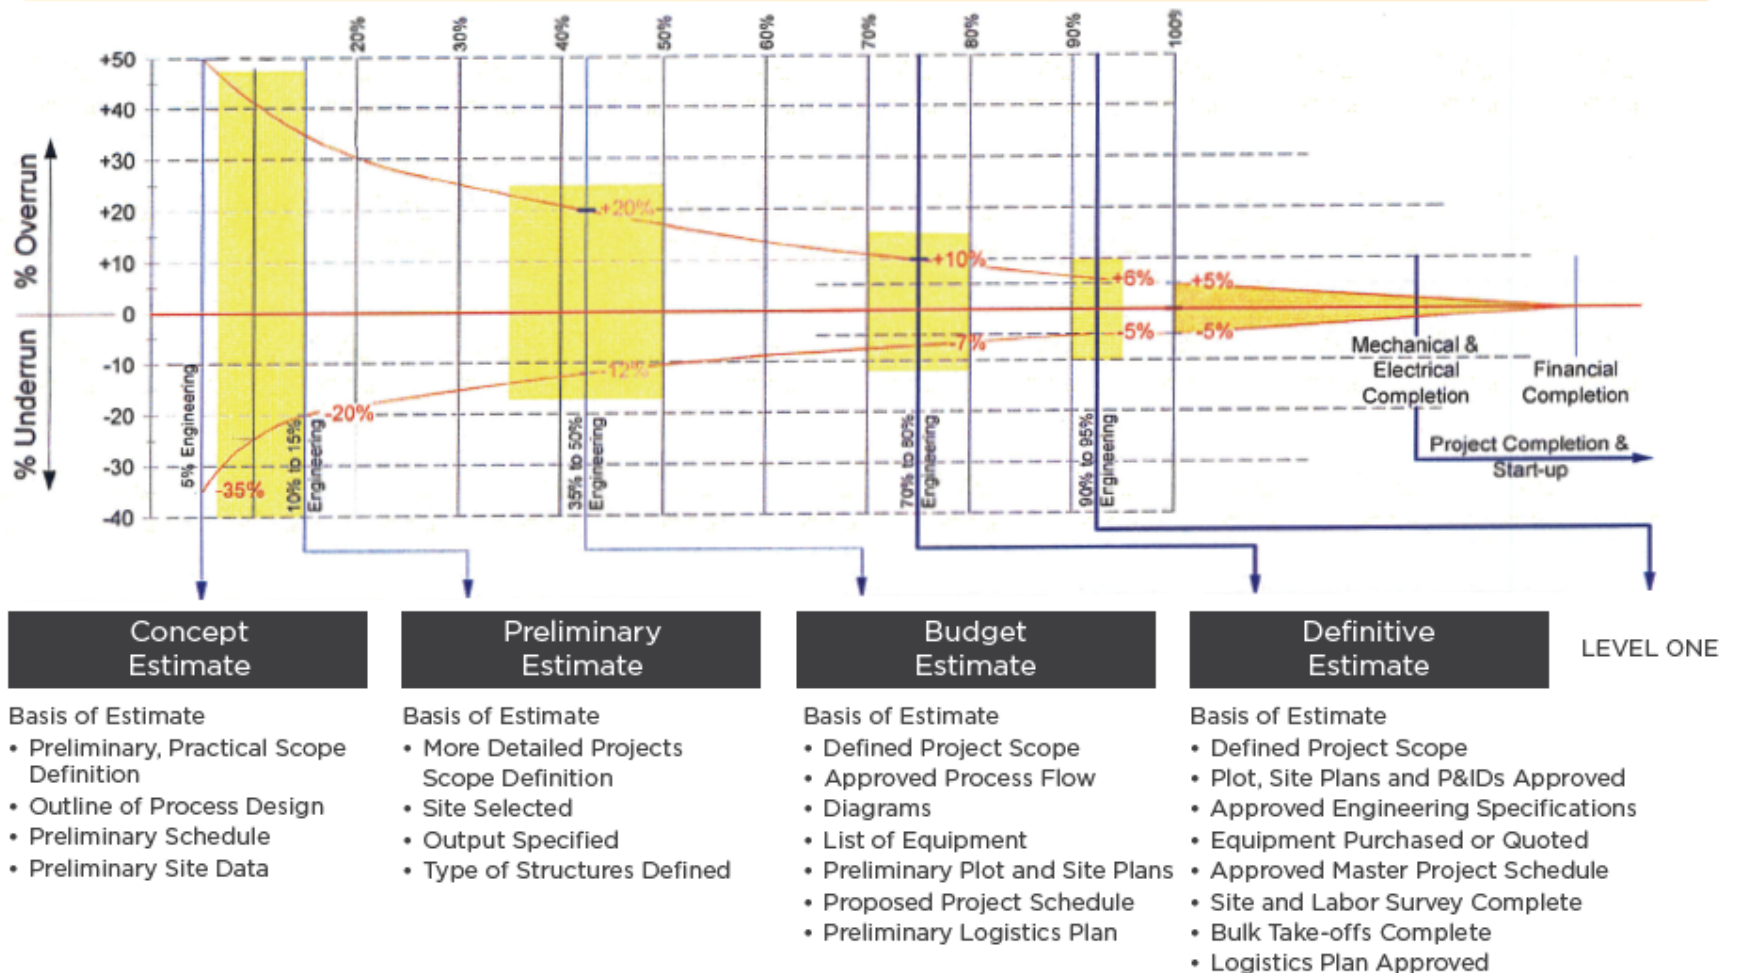 20%
30%
40%
50%
60%
70%
80%
90%
100%
+50
+40
+30
+20
+10
0
-10
-20
-30
-40
% Overrun
% Underrun
+20%
+10%
+6%
+5%
-35%
-20%
-12%
-7%
-5%
-5%
5% Engineering
10% to 15%
Engineering
35% to 50%
Engineering
70% to 80%
Engineering
90% to 95%
Engineering
Mechanical &
Electrical
Completion
Financial
Completion
Project Completion &
Start-up
Concept
Estimate
Basis of Estimate
• Preliminary, Practical Scope
Definition
• Outline of Process Design
• Preliminary Schedule
• Preliminary Site Data
Preliminary
Estimate
Basis of Estimate
• More Detailed Projects
Scope Definition
• Site Selected
• Output Specified
• Type of Structures Defined
Budget
Estimate
Basis of Estimate
• Defined Project Scope
• Approved Process Flow
• Diagrams
• List of Equipment
• Preliminary Plot and Site Plans
• Proposed Project Schedule
• Preliminary Logistics Plan
Definitive
Estimate
Basis of Estimate
• Defined Project Scope
• Plot, Site Plans and P&IDs Approved
• Approved Engineering Specifications
• Equipment Purchased or Quoted
• Approved Master Project Schedule
• Site and Labor Survey Complete
• Bulk Take-offs Complete
• Logistics Plan Approved
LEVEL ONE